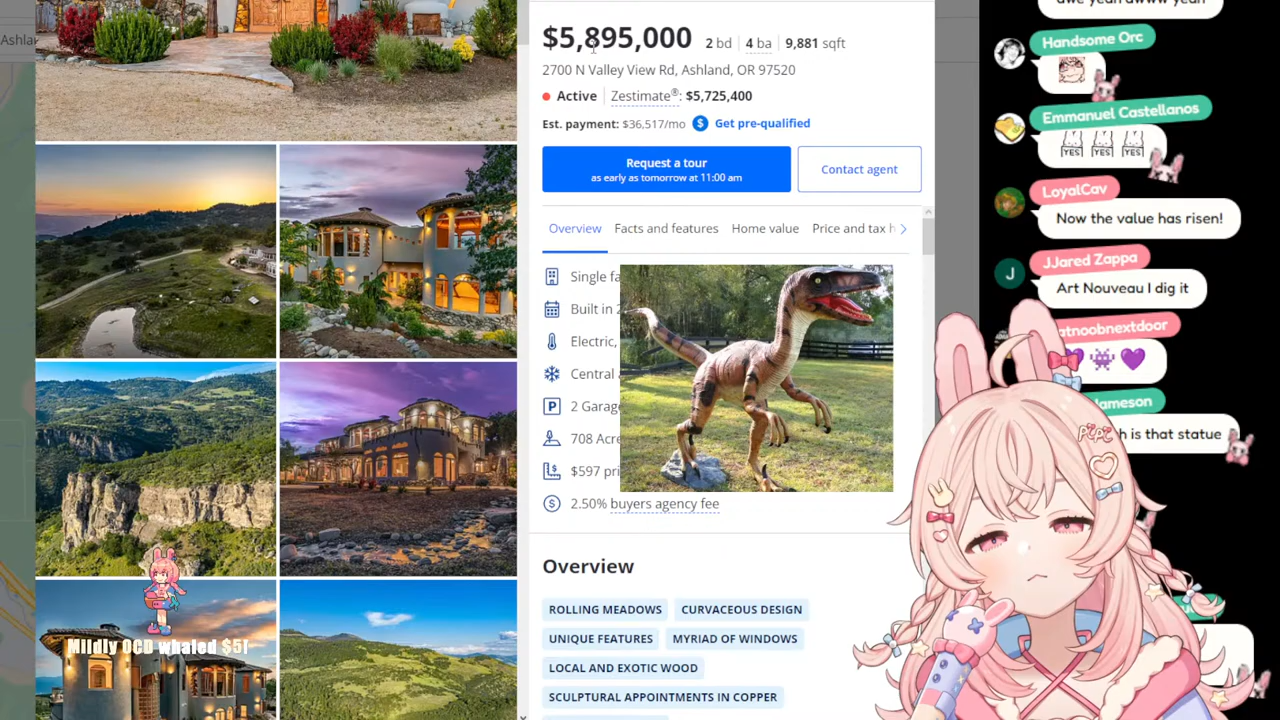 Ashla
$5,895,000 2 bd 4 ba 9,881 sqft
2700 N Valley View Rd, Ashland, OR 97520
Active Zestimate®: $5,725,400
Est. payment: $36,517/mo $ Get pre-qualified
Request a tour
as early as tomorrow at 11:00 am
Contact agent
Overview Facts and features Home value Price and tax h
Single fa
Built in 2
Electric,
Central
P 2 Garag
708 Acre
$597 pri
$ 2.50% buyers agency fee
Overview
ROLLING MEADOWS CURVACEOUS DESIGN
UNIQUE FEATURES MYRIAD OF WINDOWS
LOCAL AND EXOTIC WOOD
SCULPTURAL APPOINTMENTS IN COPPER
Mildly OCD whaled $5
Handsome Orc
Emmanuel Castellanos
YES YES YES
LoyalCav
Now the value has risen!
J
JJared Zappa
Art Nouveau I dig it
atnoobnextdoor
ameson
h is that statue
PiPi